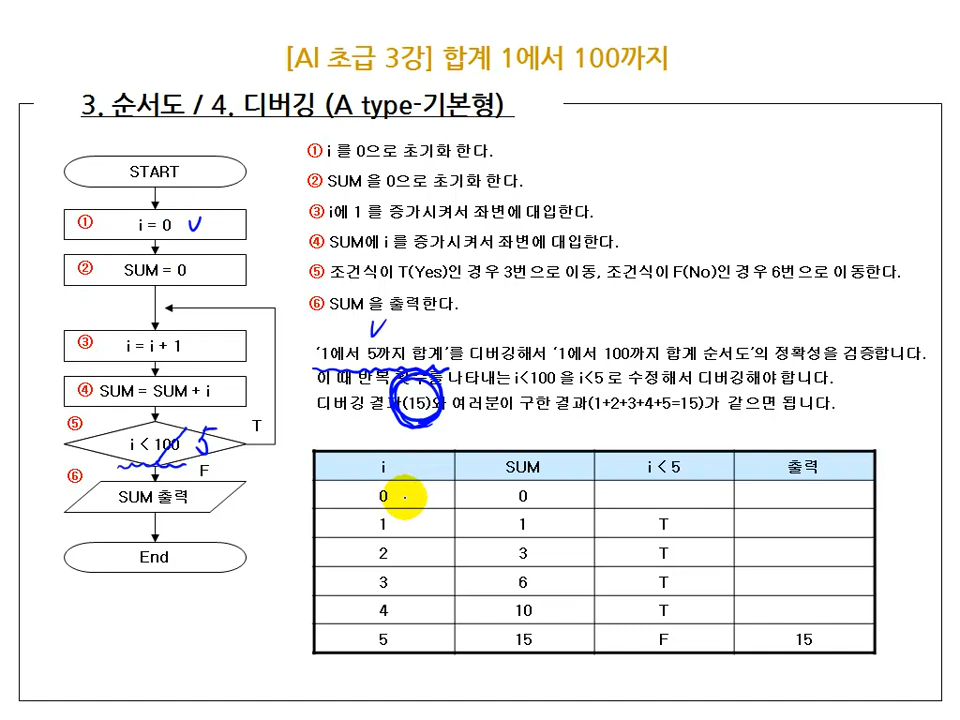 [AI 초급 3강] 합계 1에서 100까지
3. 순서도 / 4. 디버깅 (A type-기본형)
START
① i = 0
② SUM = 0
③ i = i + 1
④ SUM = SUM + i
⑤ i < 100 5
T
F
⑥ SUM 출력
End
① i 를 0으로 초기화 한다.
② SUM 을 0으로 초기화 한다.
③ i에 1 를 증가시켜서 좌변에 대입한다.
④ SUM에 i 를 증가시켜서 좌변에 대입한다.
⑤ 조건식이 T(Yes)인 경우 3번으로 이동, 조건식이 F(No)인 경우 6번으로 이동한다.
⑥ SUM 을 출력한다.
‘1에서 5까지 합계’를 디버깅해서 ‘1에서 100까지 합계 순서도’의 정확성을 검증합니다.
이 때 반복 횟수를 나타내는 i<100 을 i<5 로 수정해서 디버깅해야 합니다.
디버깅 결과(15)와 여러분이 구한 결과(1+2+3+4+5=15)가 같으면 됩니다.
i SUM i < 5 출력
0 0
1 1 T
2 3 T
3 6 T
4 10 T
5 15 F 15